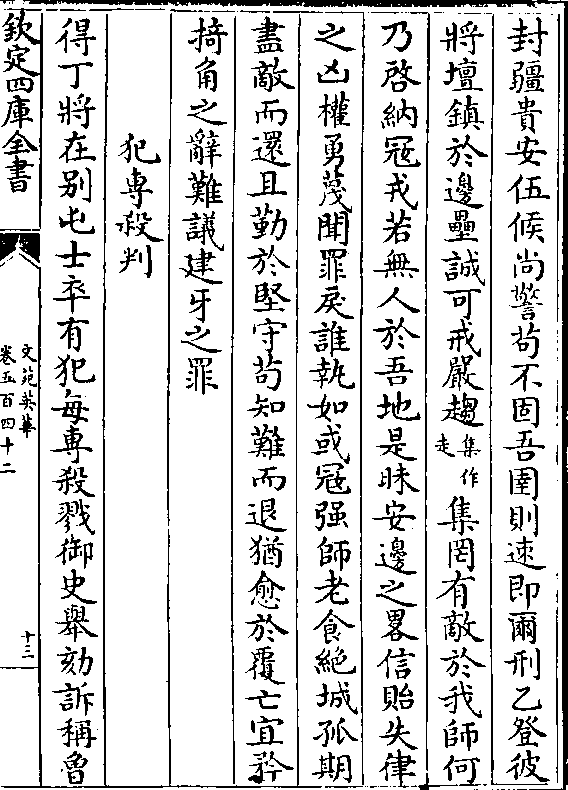 封疆貴安伍候尚警茍不固吾圉則速即爾刑乙登彼
將壇鎮於邊壘誠可戒嚴趨集作走集罔有敵於我師何
乃啓納冦戎若無人於吾地是昧安邊之畧信貽失律
之凶權勇蔑聞罪戾誰執如或冦强師老食絶城孤期
盡敵而還且勤於堅守茍知難而退猶愈於覆亡宜矜
掎角之辭難議建牙之罪
犯專殺判
得丁將在别屯士卒有犯每専殺戮御史舉劾訴稱曾
欽定四庫全書
文苑英華
卷五百四十二
十三